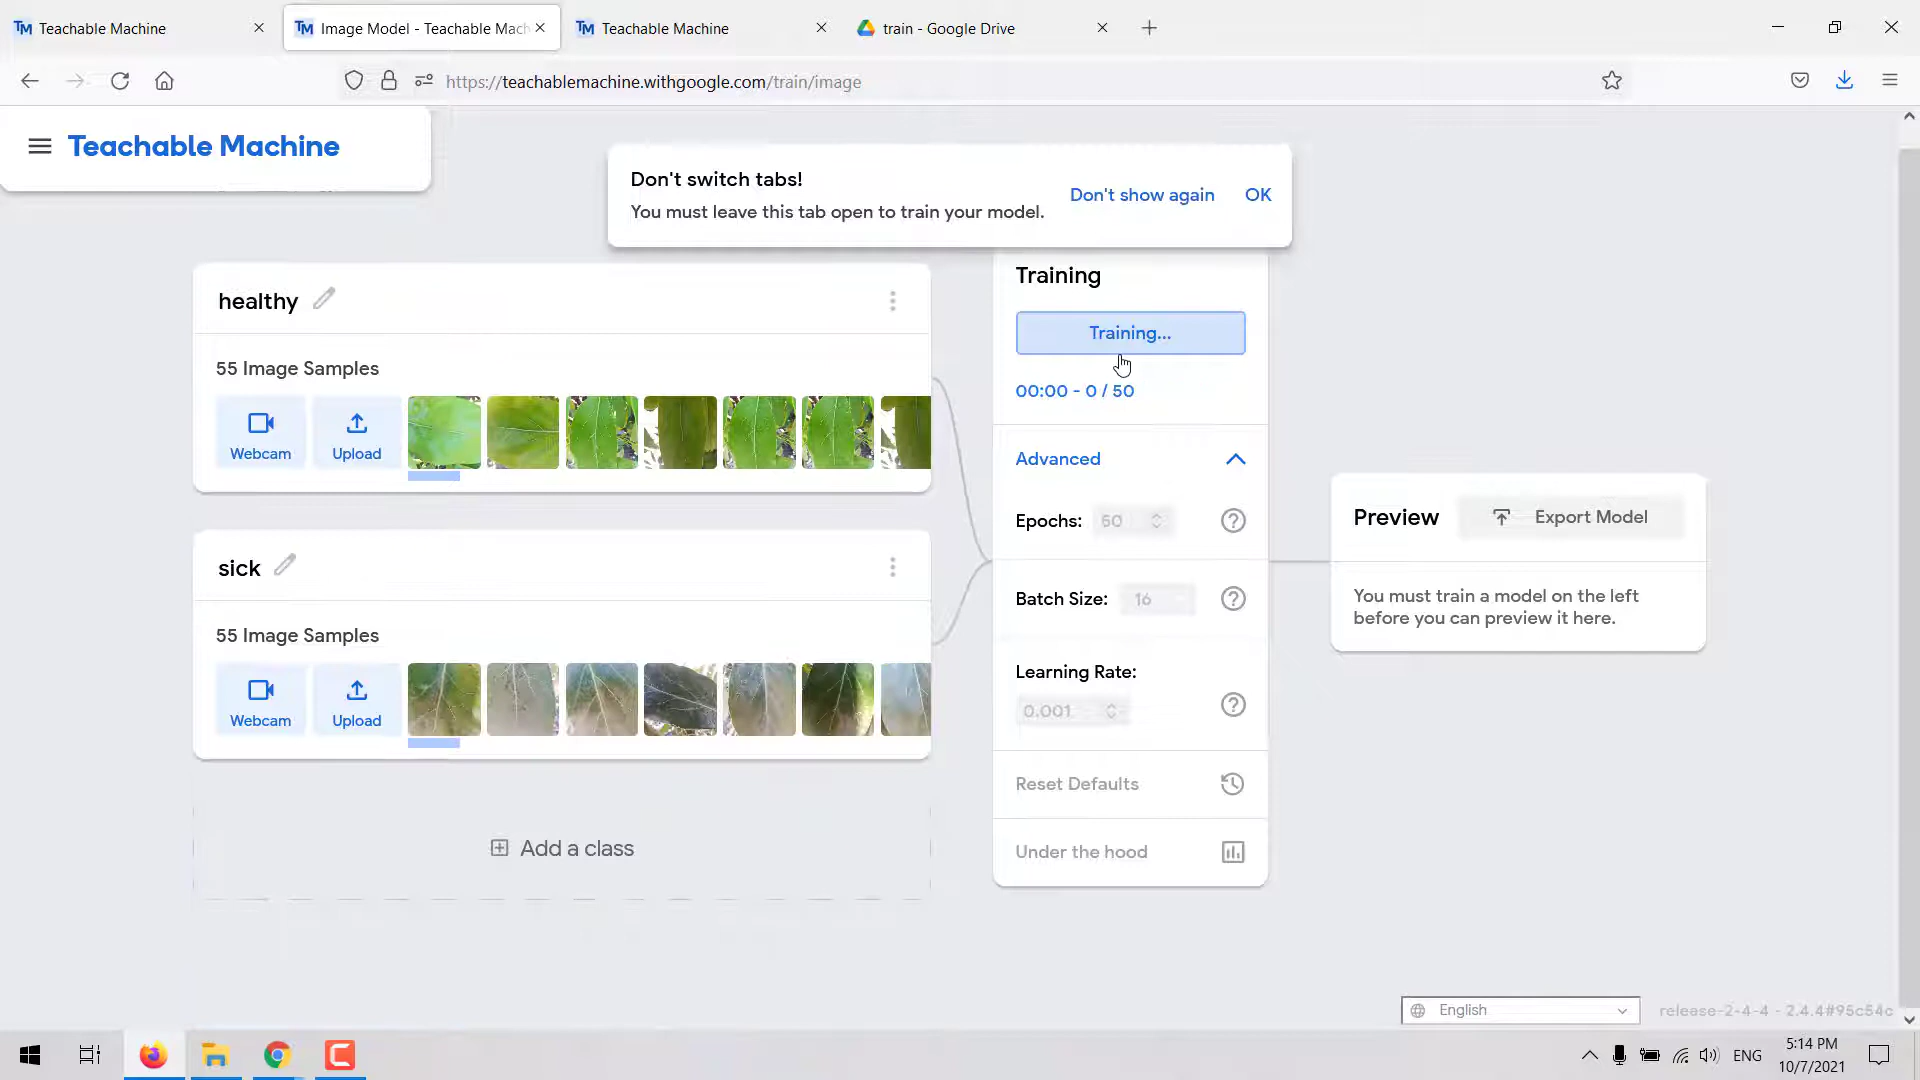 Teachable Machine
Image Model - Teachable Mach
Teachable Machine
train - Google Drive
https://teachablemachine.withgoogle.com/train/image
Teachable Machine
Don't switch tabs!
You must leave this tab open to train your model.
Don't show again
OK
healthy
55 Image Samples
Webcam
Upload
sick
55 Image Samples
Webcam
Upload
Add a class
Training
Training...
00:00 - 0 / 50
Advanced
Epochs: 50
Batch Size: 16
Learning Rate:
0.001
Reset Defaults
Under the hood
Preview
Export Model
You must train a model on the left
before you can preview it here.
English
release-2-4-4 - 2.4.4#95c54c
ENG
5:14 PM
10/7/2021